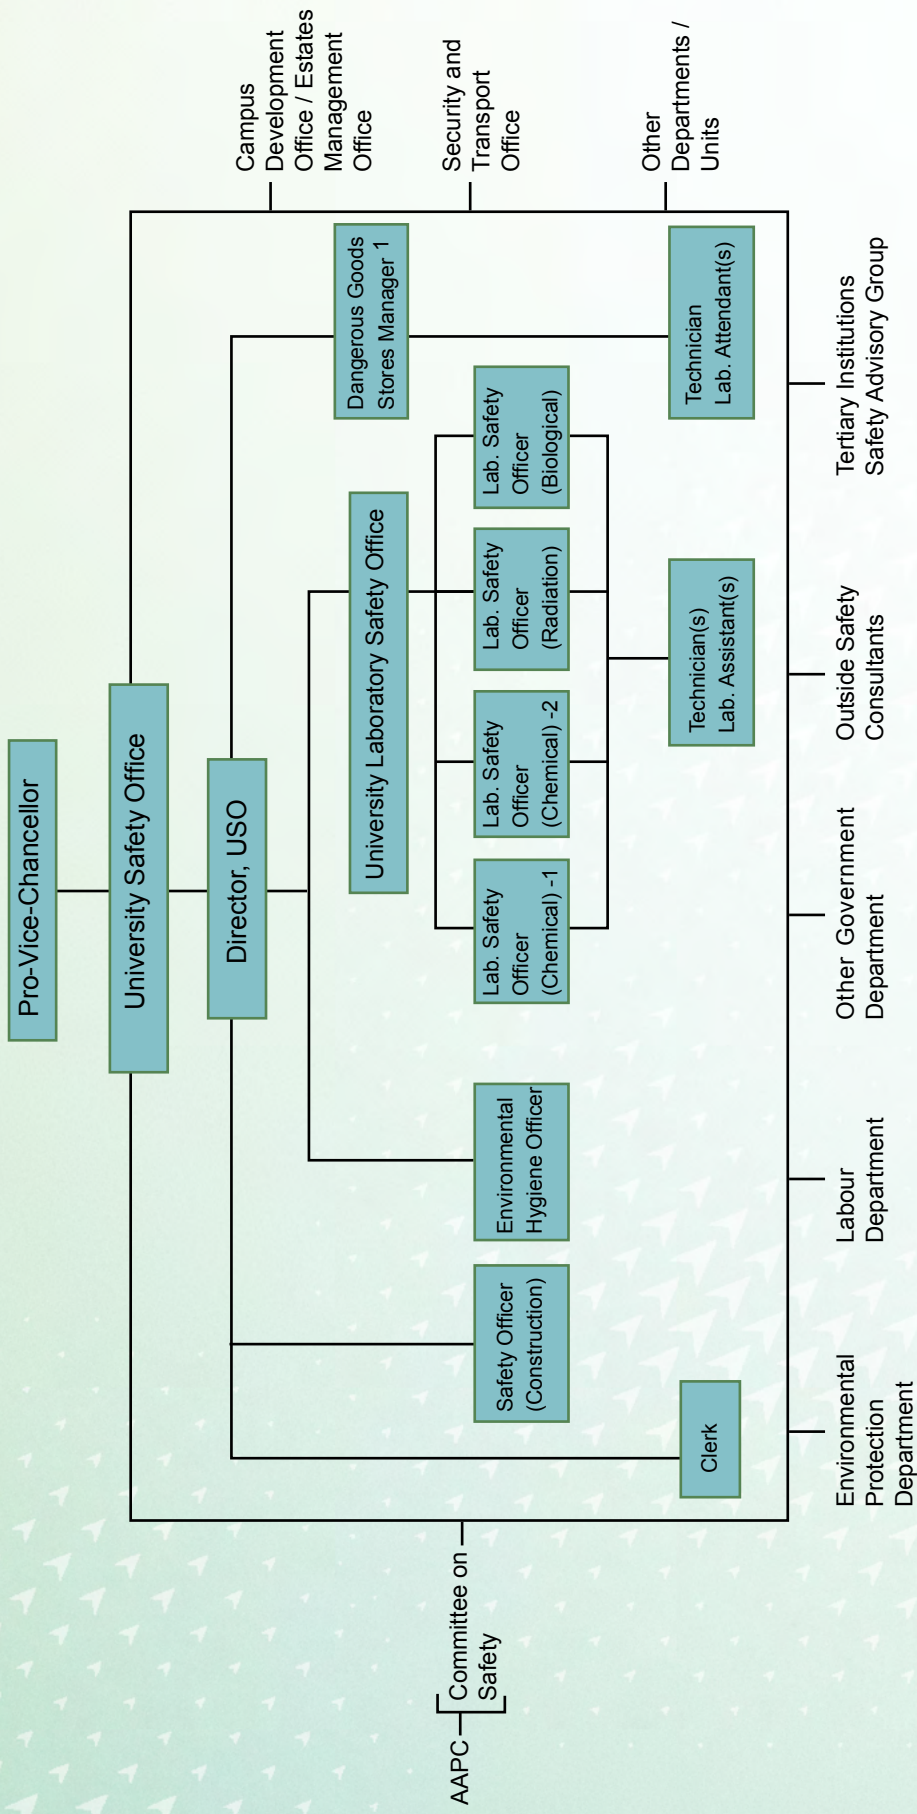 Pro-Vice-Chancellor
University Safety Office
Director, USO
Campus
Development
Office / Estates
Management
Office
Security and
Transport
Office
Other
Departments /
Units
Dangerous Goods
Stores Manager 1
University Laboratory Safety Office
AAPC
Committee on
Safety
Safety Officer
(Construction)
Environmental
Hygiene Officer
Lab. Safety
Officer
(Chemical) -1
Lab. Safety
Officer
(Chemical) -2
Lab. Safety
Officer
(Radiation)
Lab. Safety
Officer
(Biological)
Clerk
Technician(s)
Lab. Assistant(s)
Technician
Lab. Attendant(s)
Environmental
Protection
Department
Labour
Department
Other Government
Department
Outside Safety
Consultants
Tertiary Institutions
Safety Advisory Group